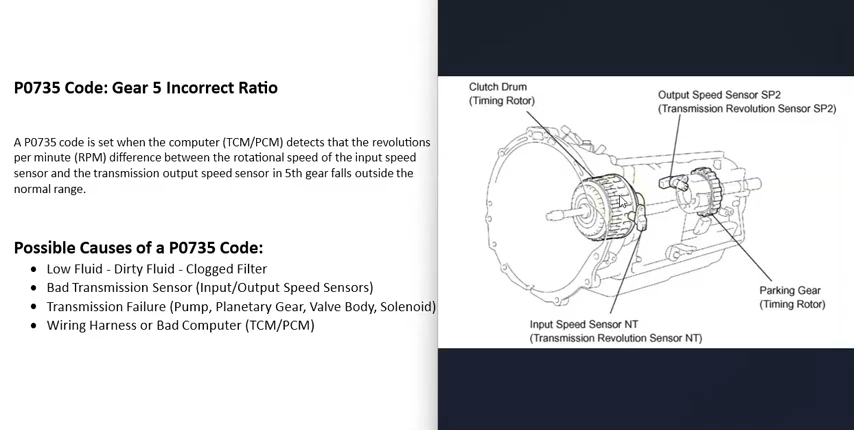 P0735 Code: Gear 5 Incorrect Ratio
A P0735 code is set when the computer (TCM/PCM) detects that the revolutions
per minute (RPM) difference between the rotational speed of the input speed
sensor and the transmission output speed sensor in 5th gear falls outside the
normal range.
Possible Causes of a P0735 Code:
• Low Fluid - Dirty Fluid - Clogged Filter
• Bad Transmission Sensor (Input/Output Speed Sensors)
• Transmission Failure (Pump, Planetary Gear, Valve Body, Solenoid)
• Wiring Harness or Bad Computer (TCM/PCM)
Clutch Drum
(Timing Rotor)
Output Speed Sensor SP2
(Transmission Revolution Sensor SP2)
Parking Gear
(Timing Rotor)
Input Speed Sensor NT
(Transmission Revolution Sensor NT)